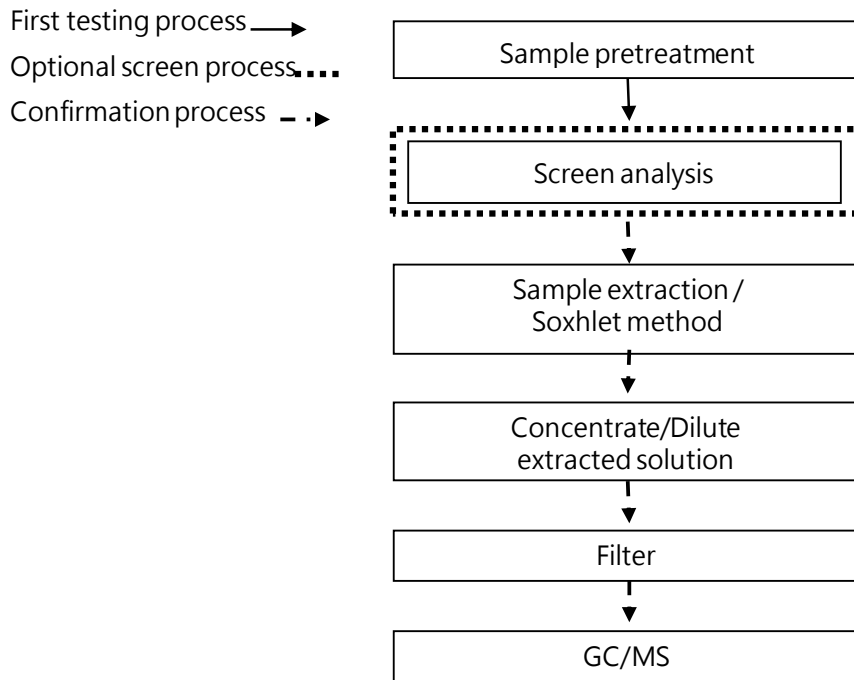 First testing process
Optional screen process
Confirmation process
Sample pretreatment
Screen analysis
Sample extraction /
Soxhlet method
Concentrate/Dilute
extracted solution
Filter
GC/MS